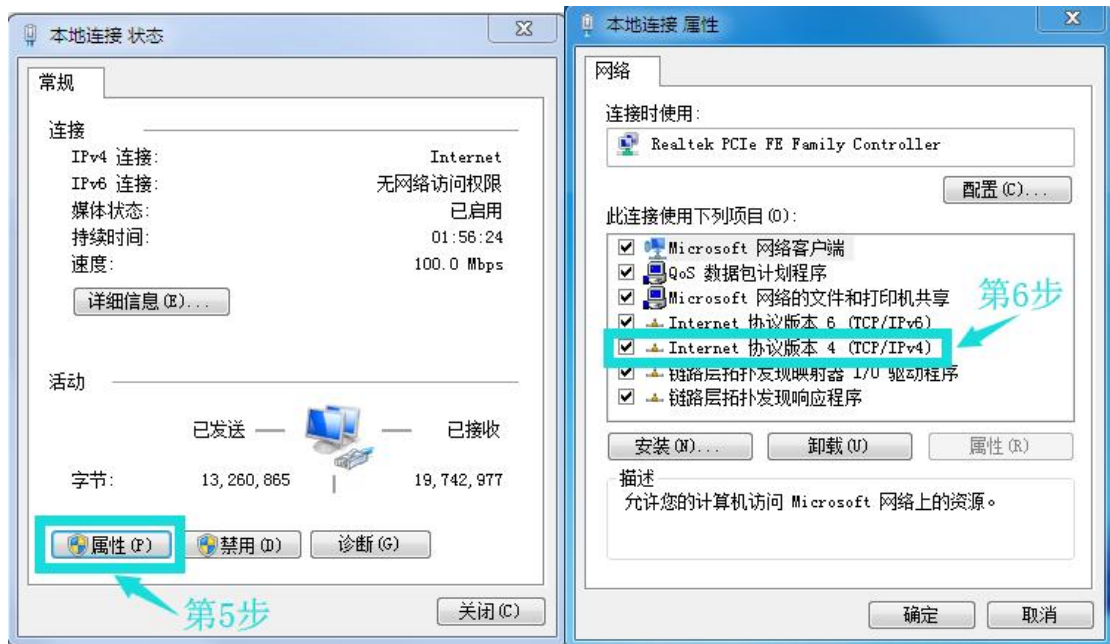 本地连接 状态
常规
连接
IPv4 连接: Internet
IPv6 连接: 无网络访问权限
媒体状态: 已启用
持续时间: 01:56:24
速度: 100.0 Mbps
详细信息(E)...
活动
已发送 — — 已接收
字节: 13,260,865 | 19,742,977
属性(P) 禁用(D) 诊断(G)
第5步
关闭(C)
本地连接 属性
网络
连接时使用:
Realtek PCIe FE Family Controller
配置(C)...
此连接使用下列项目(O):
Microsoft 网络客户端
QoS 数据包计划程序
Microsoft 网络的文件和打印机共享
第6步
Internet 协议版本 6 (TCP/IPv6)
Internet 协议版本 4 (TCP/IPv4)
链路层拓扑发现映射器 I/O 驱动程序
链路层拓扑发现响应程序
安装(N)... 卸载(U) 属性(R)
描述
允许您的计算机访问 Microsoft 网络上的资源。
确定 取消